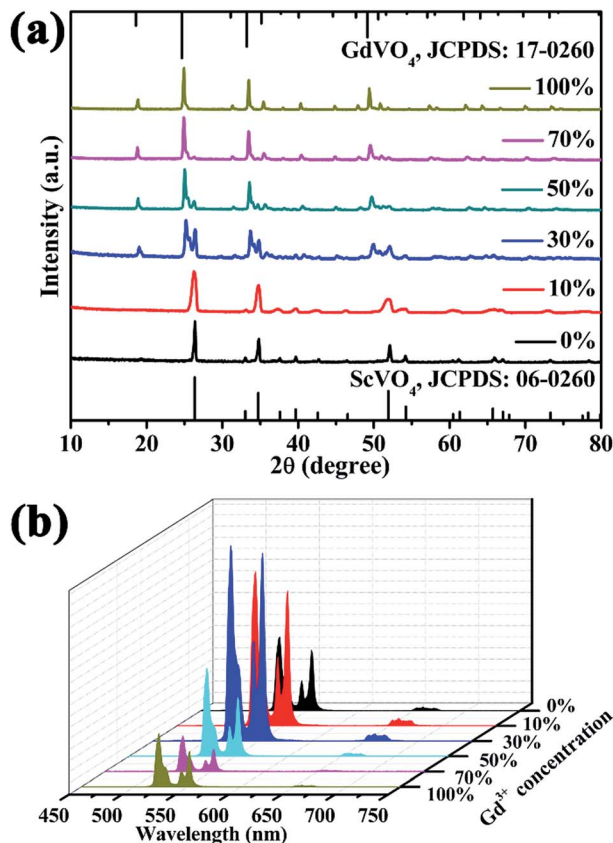 (a)
GdVO4, JCPDS: 17-0260
100%
70%
50%
30%
10%
0%
ScVO4, JCPDS: 06-0260
Intensity (a.u.)
10 20 30 40 50 60 70 80
2θ (degree)
(b)
0%
10%
30%
50%
70%
100%
Gd3+ concentration
450 500 550 600 650 700 750
Wavelength (nm)